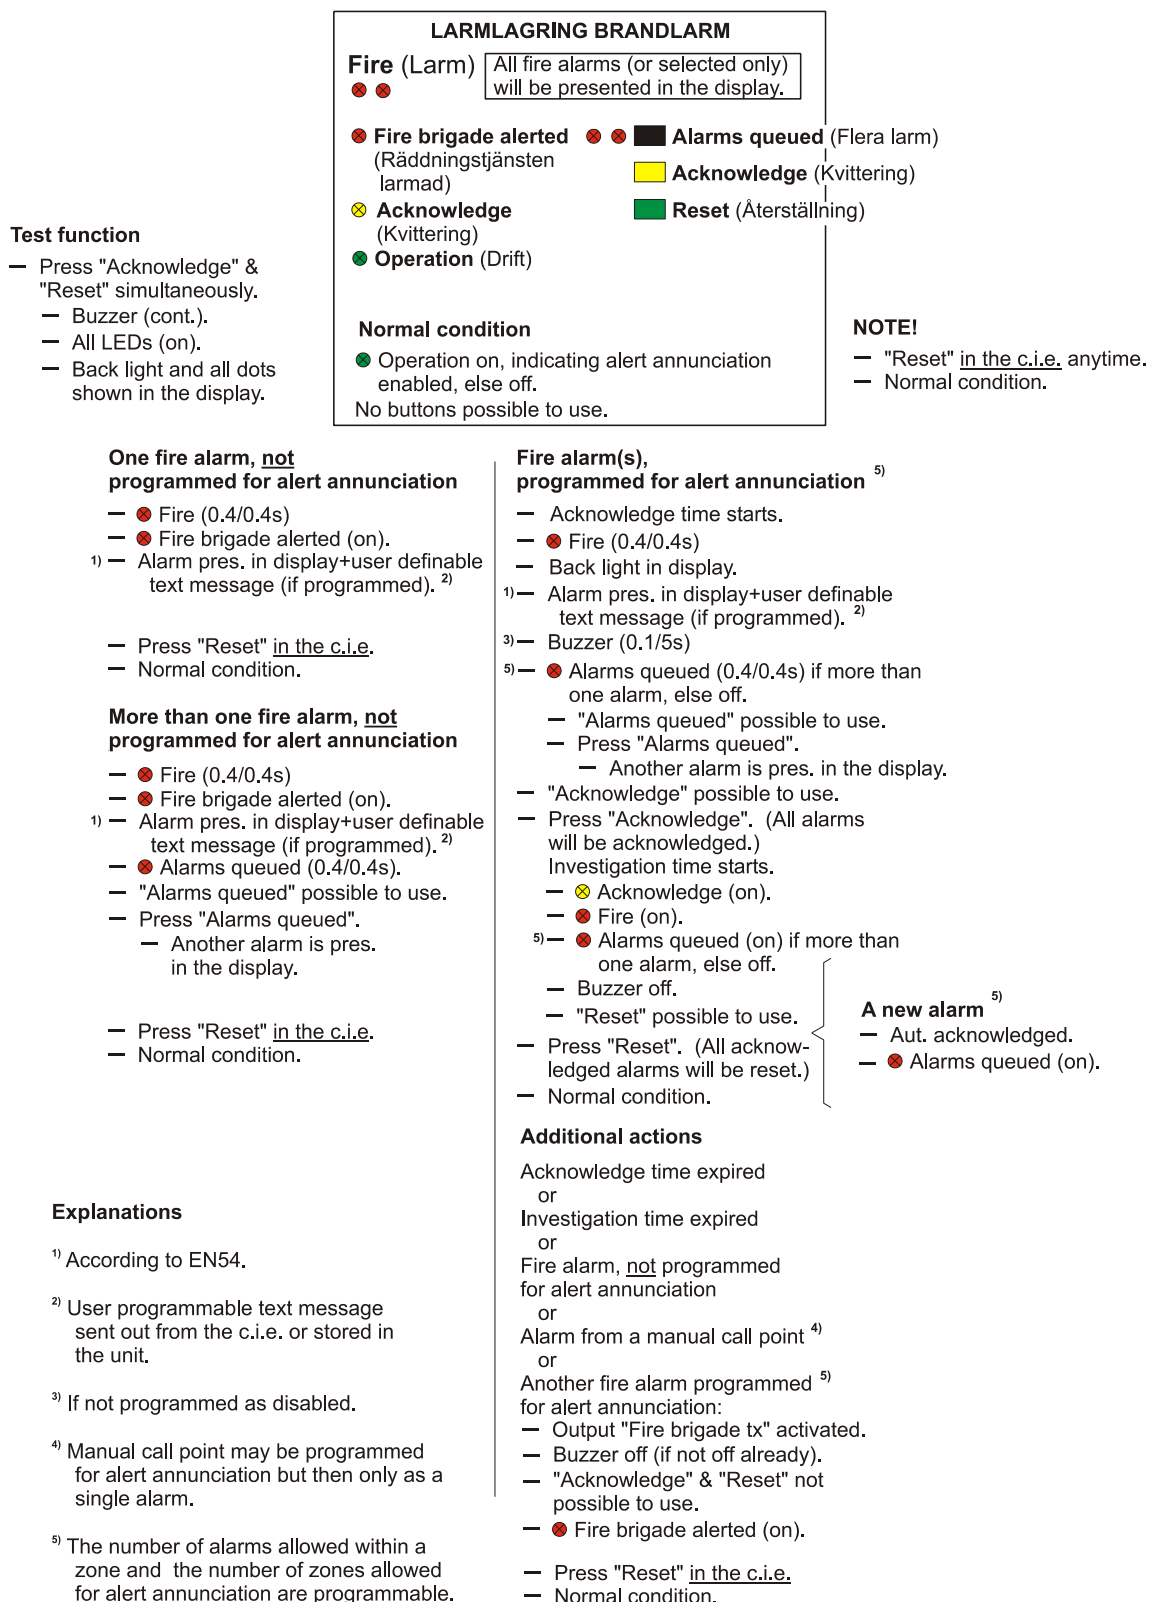 LARMLAGRING BRANDLARM
Fire (Larm)
All fire alarms (or selected only)
will be presented in the display.
Fire brigade alerted
(Räddningstjänsten
larmad)
Acknowledge
(Kvittering)
Operation (Drift)
Alarms queued (Flera larm)
Acknowledge (Kvittering)
Reset (Återställning)
Normal condition
Operation on, indicating alert annunciation
enabled, else off.
No buttons possible to use.
Test function
— Press "Acknowledge" &
"Reset" simultaneously.
— Buzzer (cont.).
— All LEDs (on).
— Back light and all dots
shown in the display.
NOTE!
— "Reset" in the c.i.e. anytime.
— Normal condition.
One fire alarm, not
programmed for alert annunciation
— Fire (0.4/0.4s)
— Fire brigade alerted (on).
1) — Alarm pres. in display+user definable
text message (if programmed). 2)
— Press "Reset" in the c.i.e.
— Normal condition.
More than one fire alarm, not
programmed for alert annunciation
— Fire (0.4/0.4s)
— Fire brigade alerted (on).
1) — Alarm pres. in display+user definable
text message (if programmed). 2)
— Alarms queued (0.4/0.4s).
— "Alarms queued" possible to use.
— Press "Alarms queued".
— Another alarm is pres.
in the display.
— Press "Reset" in the c.i.e.
— Normal condition.
Explanations
1) According to EN54.
2) User programmable text message
sent out from the c.i.e. or stored in
the unit.
3) If not programmed as disabled.
4) Manual call point may be programmed
for alert annunciation but then only as a
single alarm.
5) The number of alarms allowed within a
zone and the number of zones allowed
for alert annunciation are programmable.
Fire alarm(s),
programmed for alert annunciation 5)
— Acknowledge time starts.
— Fire (0.4/0.4s)
— Back light in display.
1) — Alarm pres. in display+user definable
text message (if programmed). 2)
3) — Buzzer (0.1/5s)
5) — Alarms queued (0.4/0.4s) if more than
one alarm, else off.
— "Alarms queued" possible to use.
— Press "Alarms queued".
— Another alarm is pres. in the display.
— "Acknowledge" possible to use.
— Press "Acknowledge". (All alarms
will be acknowledged.)
Investigation time starts.
— Acknowledge (on).
— Fire (on).
5) — Alarms queued (on) if more than
one alarm, else off.
— Buzzer off.
— "Reset" possible to use.
— Press "Reset". (All acknow-
ledged alarms will be reset.)
— Normal condition.
A new alarm 5)
— Aut. acknowledged.
— Alarms queued (on).
Additional actions
Acknowledge time expired
or
Investigation time expired
or
Fire alarm, not programmed
for alert annunciation
or
Alarm from a manual call point 4)
or
Another fire alarm programmed 5)
for alert annunciation:
— Output "Fire brigade tx" activated.
— Buzzer off (if not off already).
— "Acknowledge" & "Reset" not
possible to use.
— Fire brigade alerted (on).
— Press "Reset" in the c.i.e.
— Normal condition.